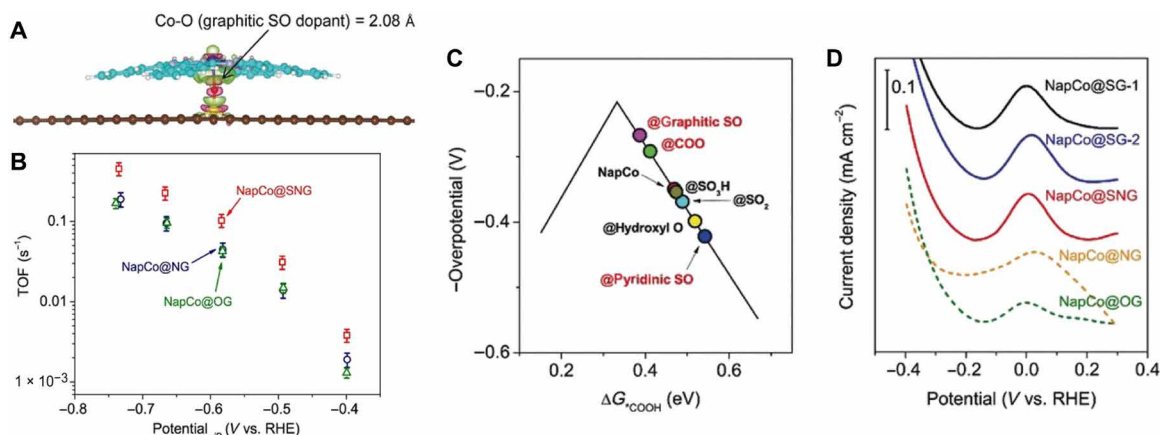 A
Co-O (graphitic SO dopant) = 2.08 Å
B
TOF (s⁻¹)
0.1
0.01
1 × 10⁻³
NapCo@SNG
NapCo@NG
NapCo@OG
−0.8
−0.7
−0.6
−0.5
−0.4
Potential iR (V vs. RHE)
C
−Overpotential (V)
−0.2
−0.4
−0.6
@Graphitic SO
@COO
NapCo
@SO₃H
@SO₂
@Hydroxyl O
@Pyridinic SO
0.2
0.4
0.6
ΔG*COOH (eV)
D
0.1
Current density (mA cm⁻²)
NapCo@SG-1
NapCo@SG-2
NapCo@SNG
NapCo@NG
NapCo@OG
−0.4
−0.2
0.0
0.2
0.4
Potential (V vs. RHE)